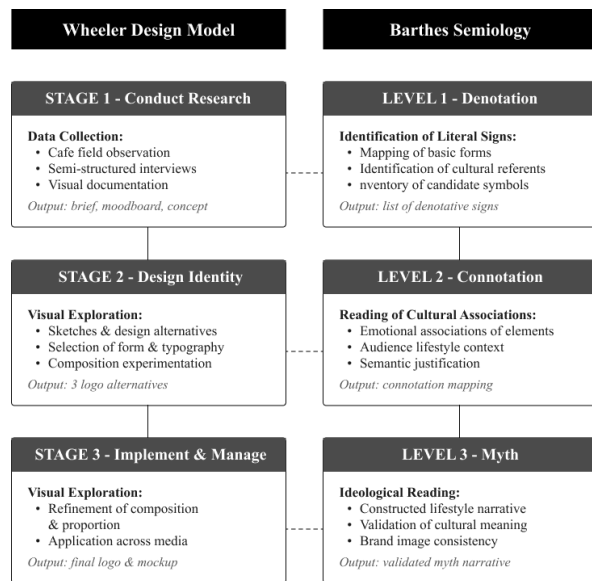 Wheeler Design Model
STAGE 1 - Conduct Research
Data Collection:
• Cafe field observation
• Semi-structured interviews
• Visual documentation
Output: brief, moodboard, concept
STAGE 2 - Design Identity
Visual Exploration:
• Sketches & design alternatives
• Selection of form & typography
• Composition experimentation
Output: 3 logo alternatives
STAGE 3 - Implement & Manage
Visual Exploration:
• Refinement of composition
& proportion
• Application across media
Output: final logo & mockup
Barthes Semiology
LEVEL 1 - Denotation
Identification of Literal Signs:
• Mapping of basic forms
• Identification of cultural referents
• nventory of candidate symbols
Output: list of denotative signs
LEVEL 2 - Connotation
Reading of Cultural Associations:
• Emotional associations of elements
• Audience lifestyle context
• Semantic justification
Output: connotation mapping
LEVEL 3 - Myth
Ideological Reading:
• Constructed lifestyle narrative
• Validation of cultural meaning
• Brand image consistency
Output: validated myth narrative